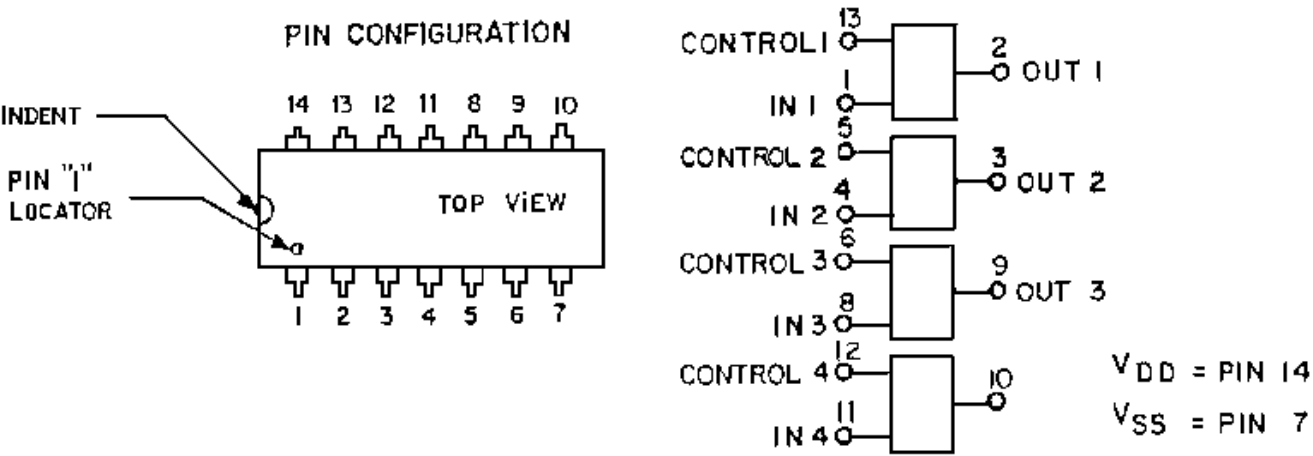 PIN CONFIGURATION
14 13 12 11 8 9 10
INDENT
PIN "1"
LOCATOR
TOP ViEW
1 2 3 4 5 6 7
13
CONTROL 1
2
OUT 1
1
IN 1
5
CONTROL 2
3
OUT 2
4
IN 2
6
CONTROL 3
9
OUT 3
8
IN 3
12
CONTROL 4
10
11
IN 4
VDD = PIN 14
VSS = PIN 7